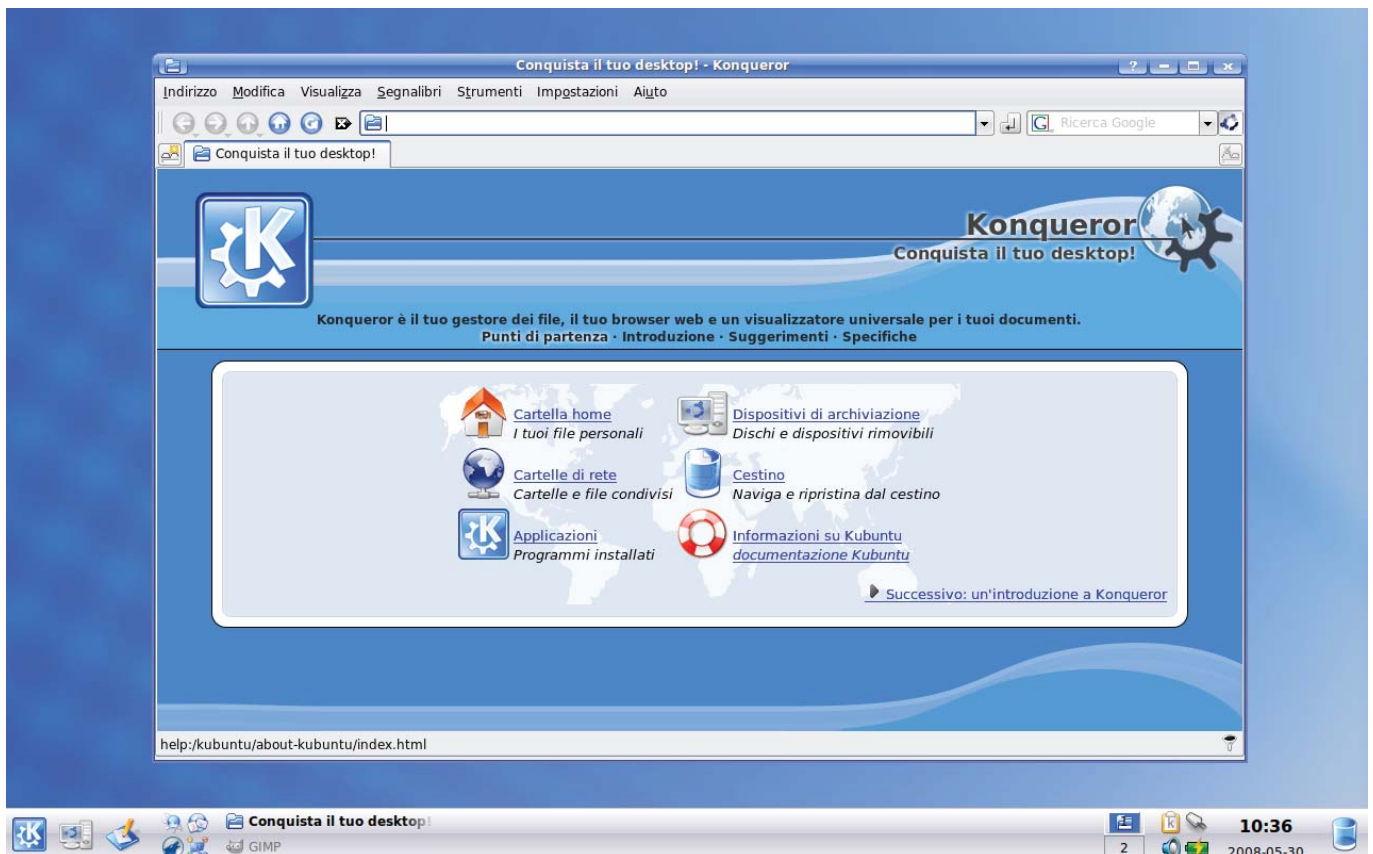 Conquista il tuo desktop! - Konqueror
Indirizzo Modifica Visualizza Segnalibri Strumenti Impostazioni Aiuto
Ricerca Google
Conquista il tuo desktop!
Konqueror
Conquista il tuo desktop!
Konqueror è il tuo gestore dei file, il tuo browser web e un visualizzatore universale per i tuoi documenti.
Punti di partenza · Introduzione · Suggerimenti · Specifiche
Cartella home
I tuoi file personali
Dispositivi di archiviazione
Dischi e dispositivi rimovibili
Cartelle di rete
Cartelle e file condivisi
Cestino
Naviga e ripristina dal cestino
Applicazioni
Programmi installati
Informazioni su Kubuntu
documentazione Kubuntu
Successivo: un'introduzione a Konqueror
help:/kubuntu/about-kubuntu/index.html
Conquista il tuo desktop!
GIMP
2
10:36
2008-05-30